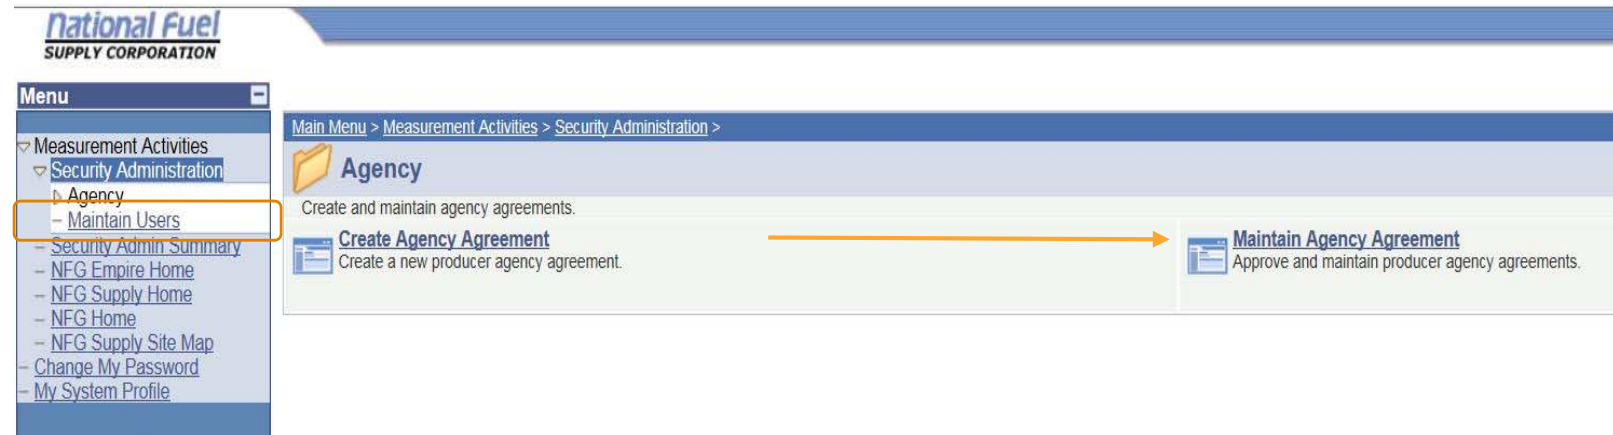 National Fuel
SUPPLY CORPORATION
Menu
Measurement Activities
Security Administration
Agency
Maintain Users
Security Admin Summary
NFG Empire Home
NFG Supply Home
NFG Home
NFG Supply Site Map
Change My Password
My System Profile
Main Menu > Measurement Activities > Security Administration >
Agency
Create and maintain agency agreements.
Create Agency Agreement
Create a new producer agency agreement.
Maintain Agency Agreement
Approve and maintain producer agency agreements.